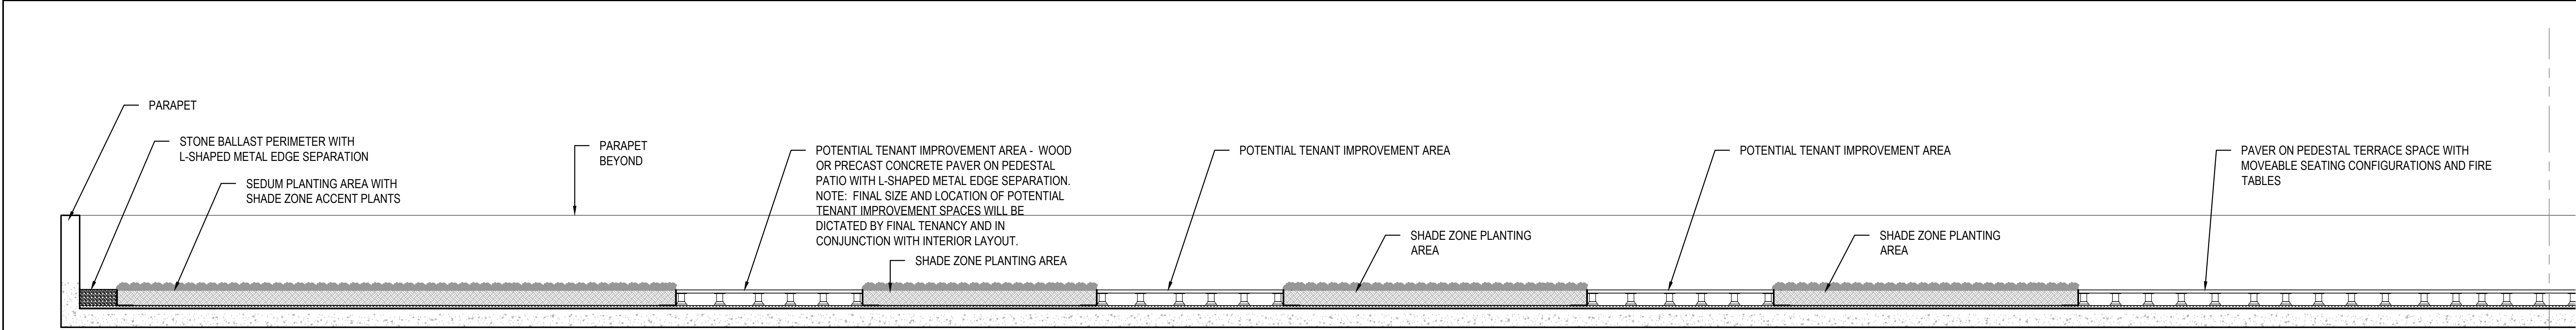 PARAPET
STONE BALLAST PERIMETER WITH
L-SHAPED METAL EDGE SEPARATION
SEDUM PLANTING AREA WITH
SHADE ZONE ACCENT PLANTS
PARAPET
BEYOND
POTENTIAL TENANT IMPROVEMENT AREA - WOOD
OR PRECAST CONCRETE PAVER ON PEDESTAL
PATIO WITH L-SHAPED METAL EDGE SEPARATION.
NOTE: FINAL SIZE AND LOCATION OF POTENTIAL
TENANT IMPROVEMENT SPACES WILL BE
DICTATED BY FINAL TENANCY AND IN
CONJUNCTION WITH INTERIOR LAYOUT.
SHADE ZONE PLANTING AREA
POTENTIAL TENANT IMPROVEMENT AREA
SHADE ZONE PLANTING
AREA
POTENTIAL TENANT IMPROVEMENT AREA
SHADE ZONE PLANTING
AREA
PAVER ON PEDESTAL TERRACE SPACE WITH
MOVEABLE SEATING CONFIGURATIONS AND FIRE
TABLES